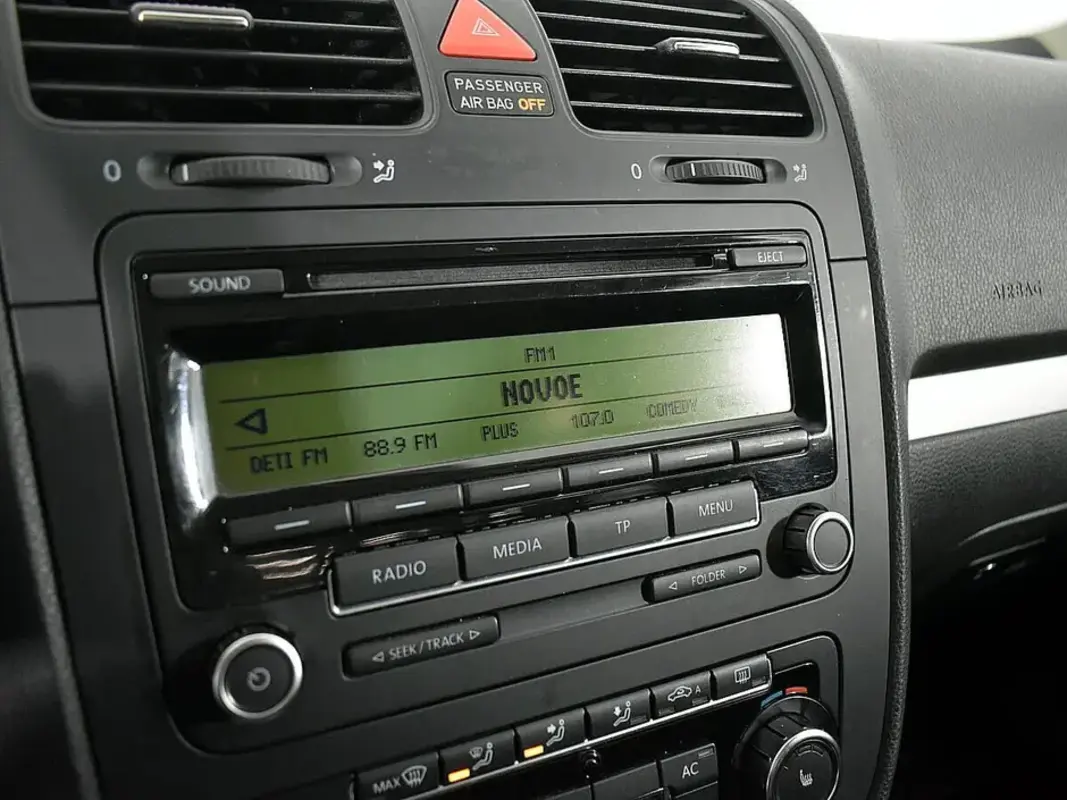 PASSENGER
AIR BAG OFF
0
0
SOUND
EJECT
AIRBAG
FM1
NOVOE
DETI FM 88.9 FM PLUS 107.0 COMEDY
RADIO MEDIA TP MENU
SEEK/TRACK
FOLDER
A
MAX
AC